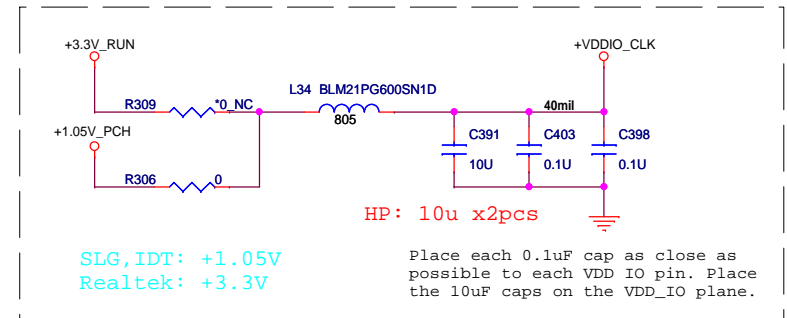 +3.3V_RUN
+VDDIO_CLK
L34 BLM21PG600SN1D
R309 *0_NC
805
40mil
+1.05V_PCH
C391 C403 C398
10U 0.1U 0.1U
R306 0
HP: 10u x2pcs
SLG,IDT: +1.05V
Realtek: +3.3V
Place each 0.1uF cap as close as
possible to each VDD IO pin. Place
the 10uF caps on the VDD_IO plane.